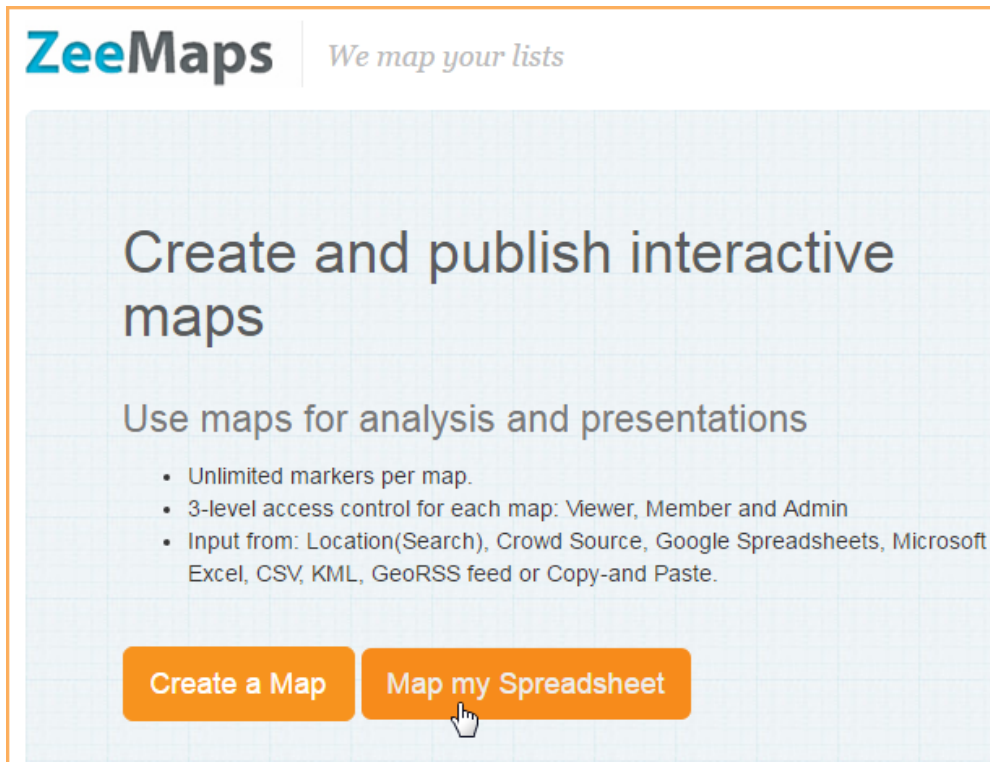 ZeeMaps
We map your lists
Create and publish interactive
maps
Use maps for analysis and presentations
Unlimited markers per map.
3-level access control for each map: Viewer, Member and Admin
Input from: Location(Search), Crowd Source, Google Spreadsheets, Microsoft
Excel, CSV, KML, GeoRSS feed or Copy-and Paste.
Create a Map
Map my Spreadsheet